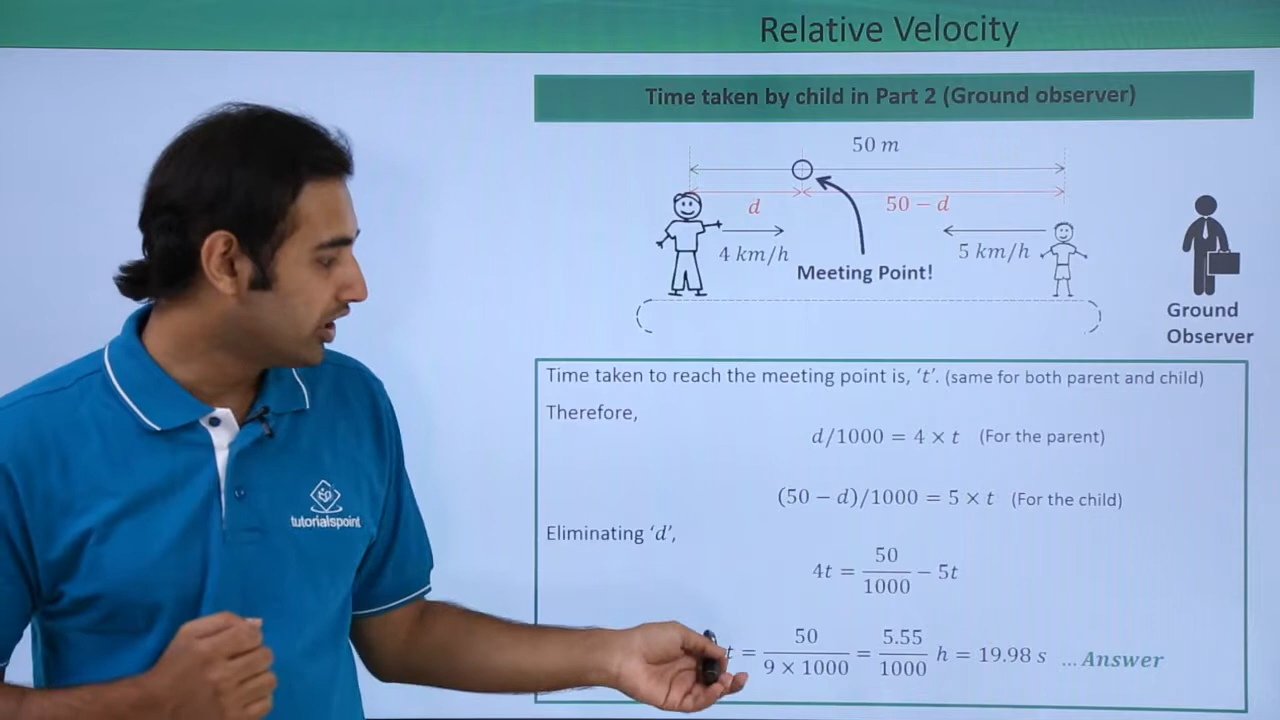 Relative Velocity
Time taken by child in Part 2 (Ground observer)
50 m
d
50 − d
4 km/h
5 km/h
Meeting Point!
Ground
Observer
Time taken to reach the meeting point is, ‘t’. (same for both parent and child)
Therefore,
d/1000 = 4 × t (For the parent)
(50 − d)/1000 = 5 × t (For the child)
Eliminating ‘d’,
4t = 50/1000 − 5t
t = 50/(9 × 1000) = 5.55/1000 h = 19.98 s ...Answer
tutorialspoint